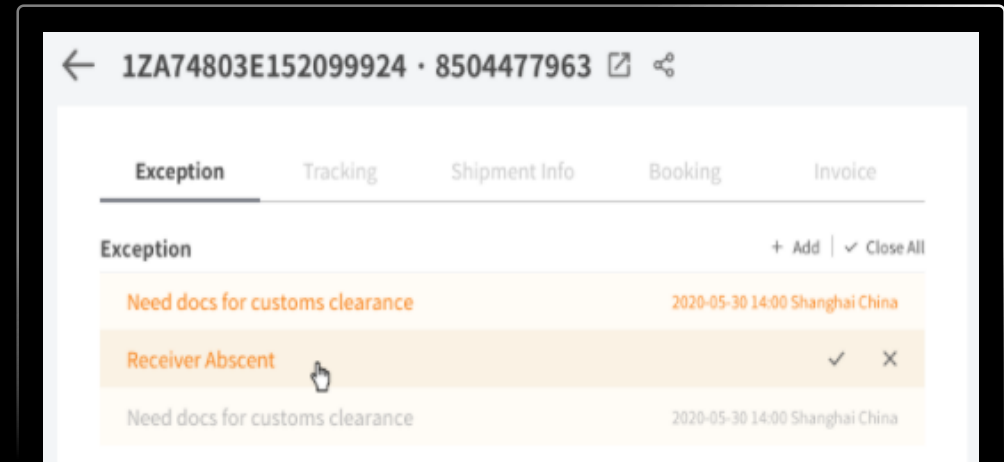 1ZA74803E152099924 · 8504477963
Exception Tracking Shipment Info Booking Invoice
Exception + Add | ✓ Close All
Need docs for customs clearance 2020-05-30 14:00 Shanghai China
Receiver Abscent
Need docs for customs clearance 2020-05-30 14:00 Shanghai China